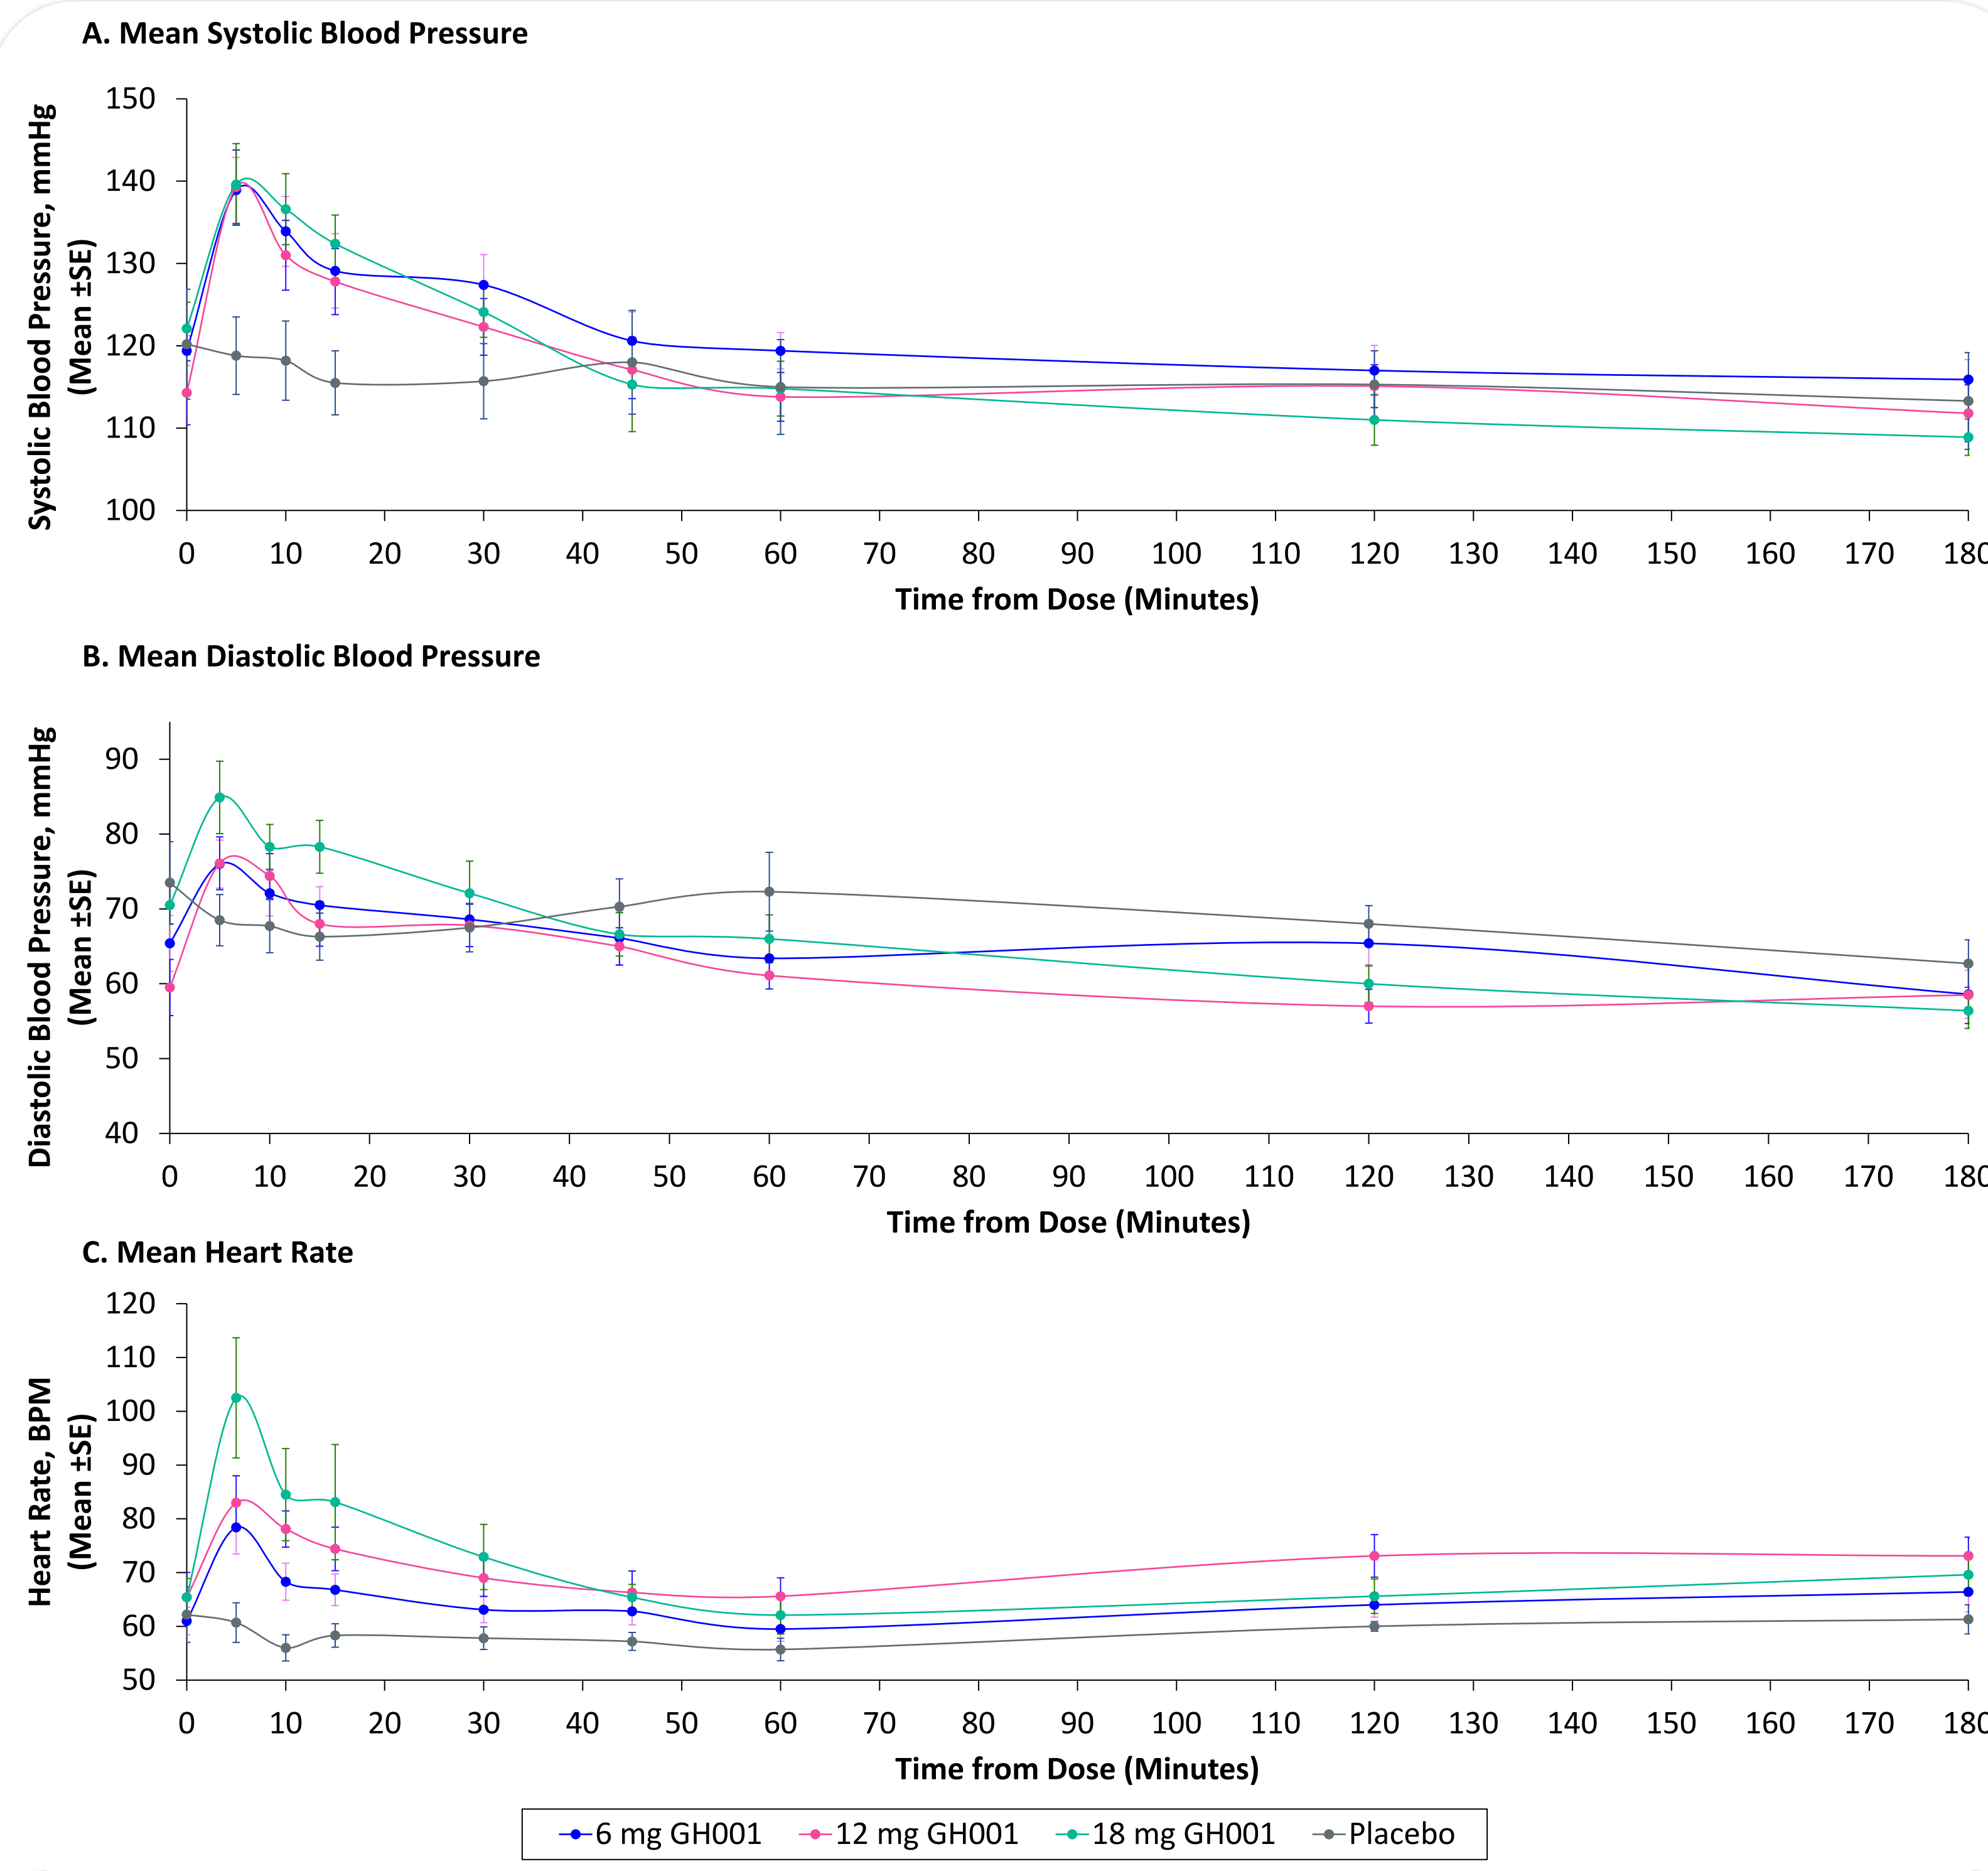 A. Mean Systolic Blood Pressure
Systolic Blood Pressure, mmHg
(Mean ±SE)
150
140
130
120
110
100
0 10 20 30 40 50 60 70 80 90 100 110 120 130 140 150 160 170 180
Time from Dose (Minutes)
B. Mean Diastolic Blood Pressure
Diastolic Blood Pressure, mmHg
(Mean ±SE)
90
80
70
60
50
40
0 10 20 30 40 50 60 70 80 90 100 110 120 130 140 150 160 170 180
Time from Dose (Minutes)
C. Mean Heart Rate
Heart Rate, BPM
(Mean ±SE)
120
110
100
90
80
70
60
50
0 10 20 30 40 50 60 70 80 90 100 110 120 130 140 150 160 170 180
Time from Dose (Minutes)
6 mg GH001 12 mg GH001 18 mg GH001 Placebo